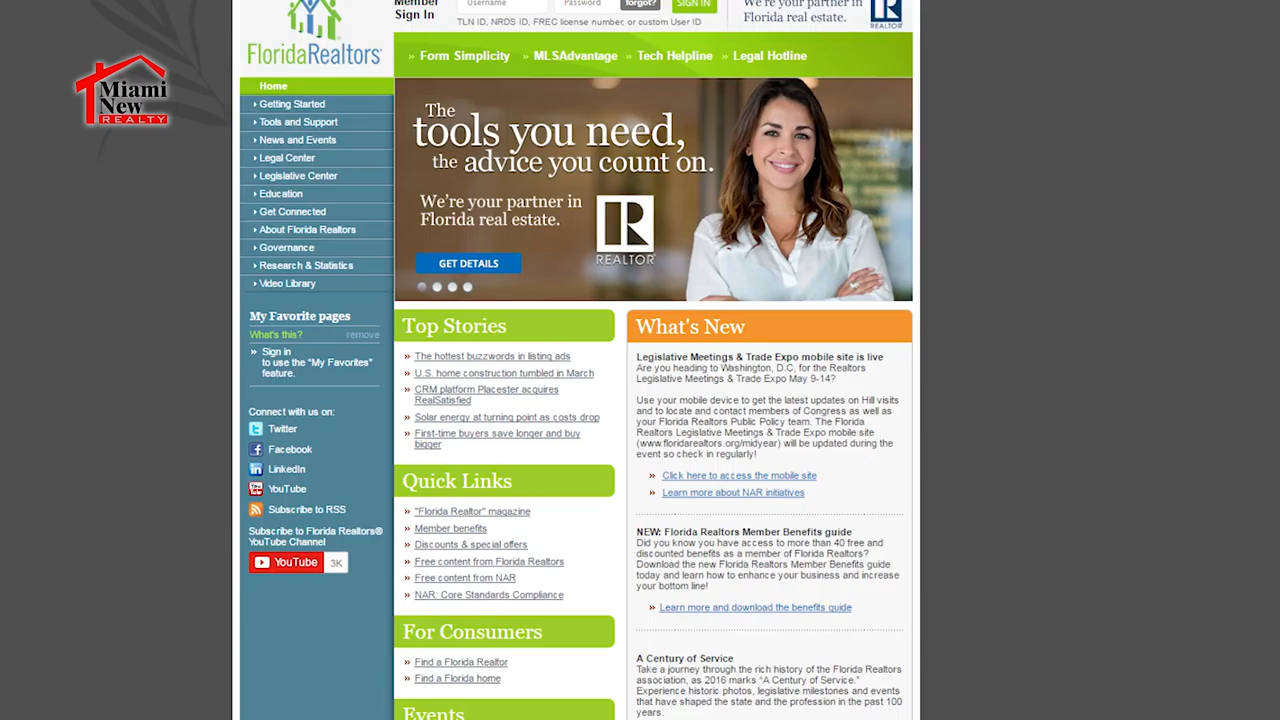 Member
Sign In
Username
Password
forgot?
SIGN IN
TLN ID, NRDS ID, FREC license number, or custom User ID
We're your partner in
Florida real estate.
REALTOR
FloridaRealtors
» Form Simplicity » MLSAdvantage » Tech Helpline » Legal Hotline
Miami
New
REALTY
Home
Getting Started
Tools and Support
News and Events
Legal Center
Legislative Center
Education
Get Connected
About Florida Realtors
Governance
Research & Statistics
Video Library
My Favorite pages
What's this? remove
» Sign in
to use the "My Favorites"
feature.
Connect with us on:
Twitter
Facebook
LinkedIn
YouTube
Subscribe to RSS
Subscribe to Florida Realtors®
YouTube Channel
YouTube 3K
The
tools you need,
the advice you count on.
We're your partner in
Florida real estate.
REALTOR®
GET DETAILS
Top Stories
» The hottest buzzwords in listing ads
» U.S. home construction tumbled in March
» CRM platform Placester acquires
RealSatisfied
» Solar energy at turning point as costs drop
» First-time buyers save longer and buy
bigger
Quick Links
» "Florida Realtor" magazine
» Member benefits
» Discounts & special offers
» Free content from Florida Realtors
» Free content from NAR
» NAR: Core Standards Compliance
For Consumers
» Find a Florida Realtor
» Find a Florida home
Events
What's New
Legislative Meetings & Trade Expo mobile site is live
Are you heading to Washington, D.C, for the Realtors
Legislative Meetings & Trade Expo May 9-14?
Use your mobile device to get the latest updates on Hill visits
and to locate and contact members of Congress as well as
your Florida Realtors Public Policy team. The Florida
Realtors Legislative Meetings & Trade Expo mobile site
(www.floridarealtors.org/midyear) will be updated during the
event so check in regularly!
» Click here to access the mobile site
» Learn more about NAR initiatives
NEW: Florida Realtors Member Benefits guide
Did you know you have access to more than 40 free and
discounted benefits as a member of Florida Realtors?
Download the new Florida Realtors Member Benefits guide
today and learn how to enhance your business and increase
your bottom line!
» Learn more and download the benefits guide
A Century of Service
Take a journey through the rich history of the Florida Realtors
association, as 2016 marks “A Century of Service.”
Experience historic photos, legislative milestones and events
that have shaped the state and the profession in the past 100
years.